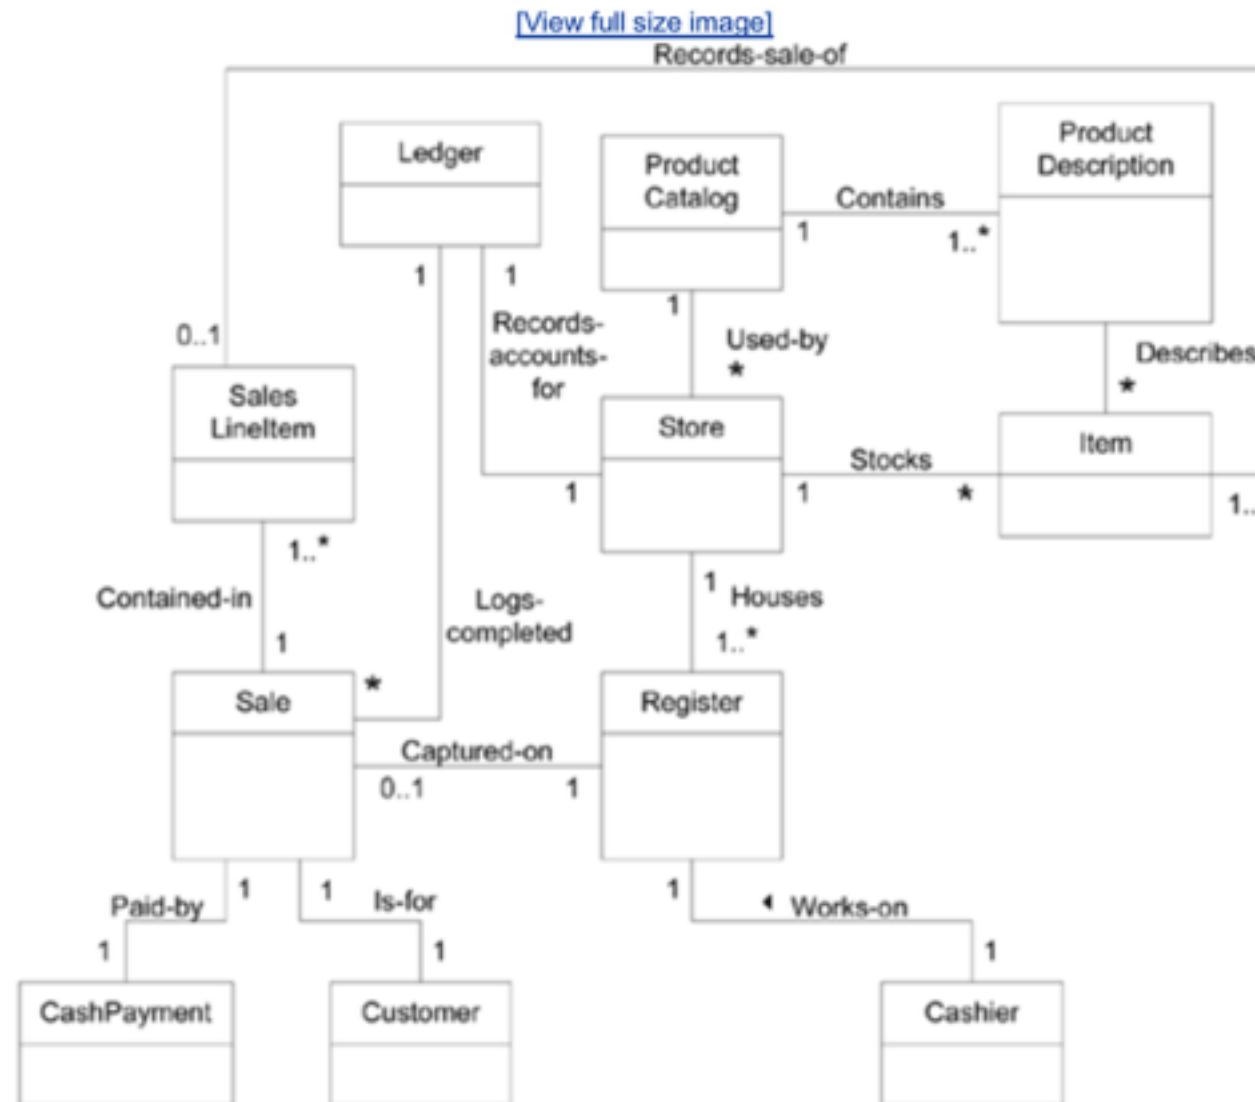 [View full size image]
Records-sale-of
Ledger
Product
Catalog
Product
Description
Contains
1
1..*
1
1
1
Records-
accounts-
for
Used-by
*
0..1
Describes
*
Sales
LineItem
Store
Item
Stocks
1
1
*
1..
1..*
Contained-in
1
Logs-
completed
*
1
Houses
1..*
Sale
Register
Captured-on
0..1
1
Paid-by
1
1
Is-for
1
Works-on
1
1
1
CashPayment
Customer
Cashier